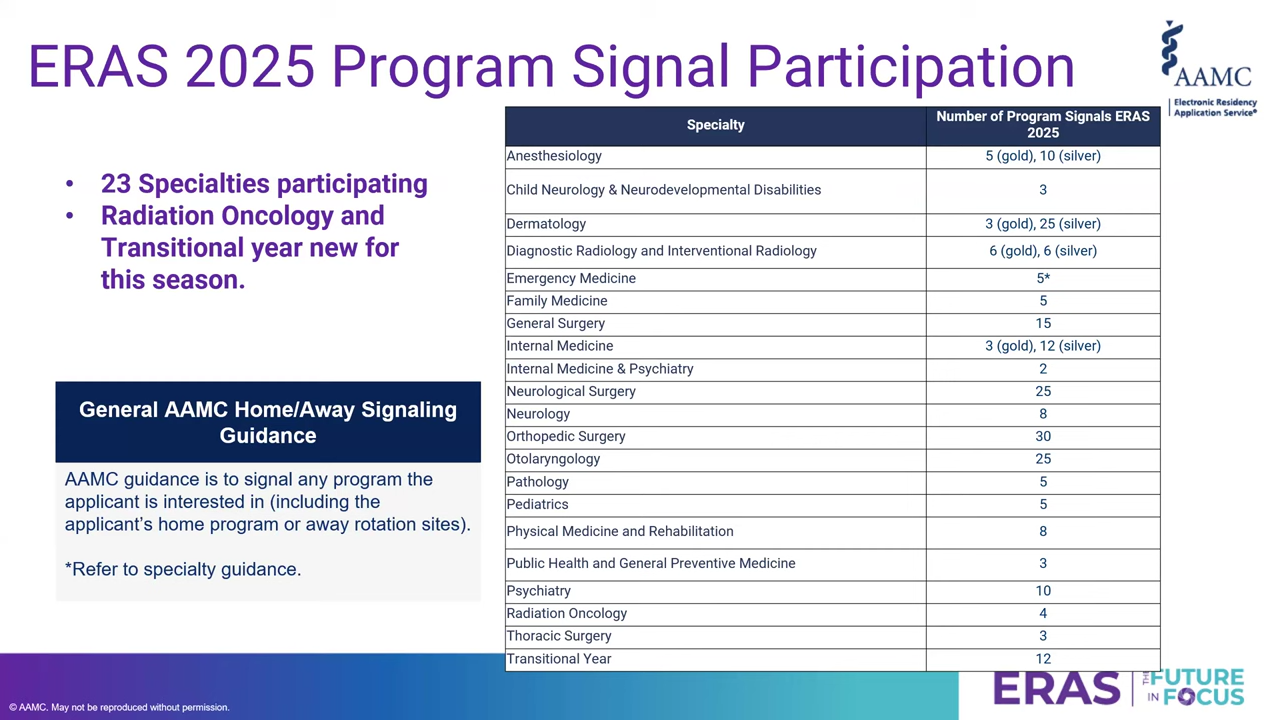 ERAS 2025 Program Signal Participation
AAMC
Electronic Residency
Application Service®
• 23 Specialties participating
• Radiation Oncology and
Transitional year new for
this season.
General AAMC Home/Away Signaling
Guidance
AAMC guidance is to signal any program the
applicant is interested in (including the
applicant's home program or away rotation sites).
*Refer to specialty guidance.
Specialty Number of Program Signals ERAS
2025
Anesthesiology 5 (gold), 10 (silver)
Child Neurology & Neurodevelopmental Disabilities 3
Dermatology 3 (gold), 25 (silver)
Diagnostic Radiology and Interventional Radiology 6 (gold), 6 (silver)
Emergency Medicine 5*
Family Medicine 5
General Surgery 15
Internal Medicine 3 (gold), 12 (silver)
Internal Medicine & Psychiatry 2
Neurological Surgery 25
Neurology 8
Orthopedic Surgery 30
Otolaryngology 25
Pathology 5
Pediatrics 5
Physical Medicine and Rehabilitation 8
Public Health and General Preventive Medicine 3
Psychiatry 10
Radiation Oncology 4
Thoracic Surgery 3
Transitional Year 12
© AAMC. May not be reproduced without permission.
ERAS
THE FUTURE
IN FOCUS